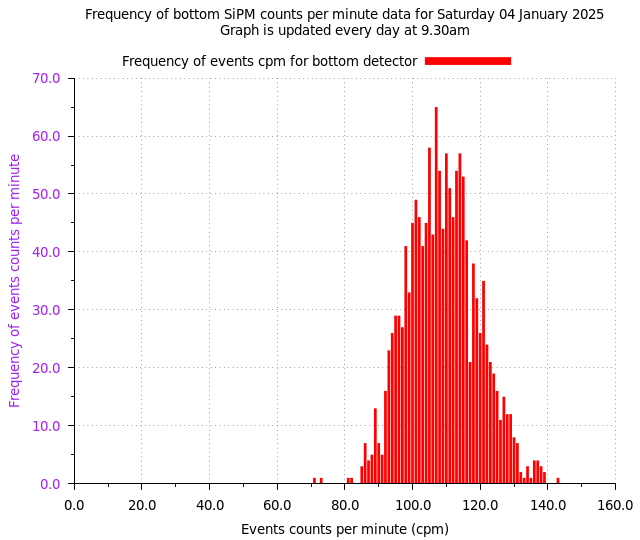 Frequency of bottom SiPM counts per minute data for Saturday 04 January 2025
Graph is updated every day at 9.30am
Frequency of events cpm for bottom detector
70.0
60.0
50.0
40.0
30.0
20.0
10.0
0.0
Frequency of events counts per minute
0.0 20.0 40.0 60.0 80.0 100.0 120.0 140.0 160.0
Events counts per minute (cpm)